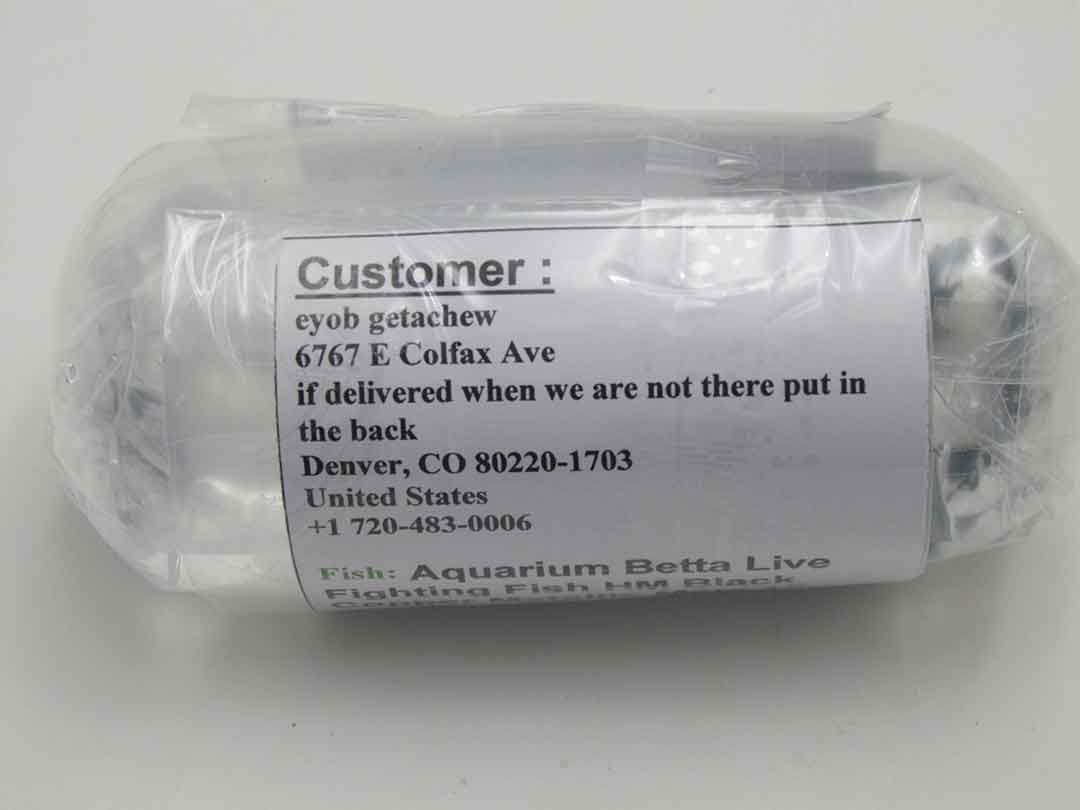 Customer :
eyob getachew
6767 E Colfax Ave
if delivered when we are not there put in
the back
Denver, CO 80220-1703
United States
+1 720-483-0006
Fish: Aquarium Betta Live
Fighting Fish HM Black